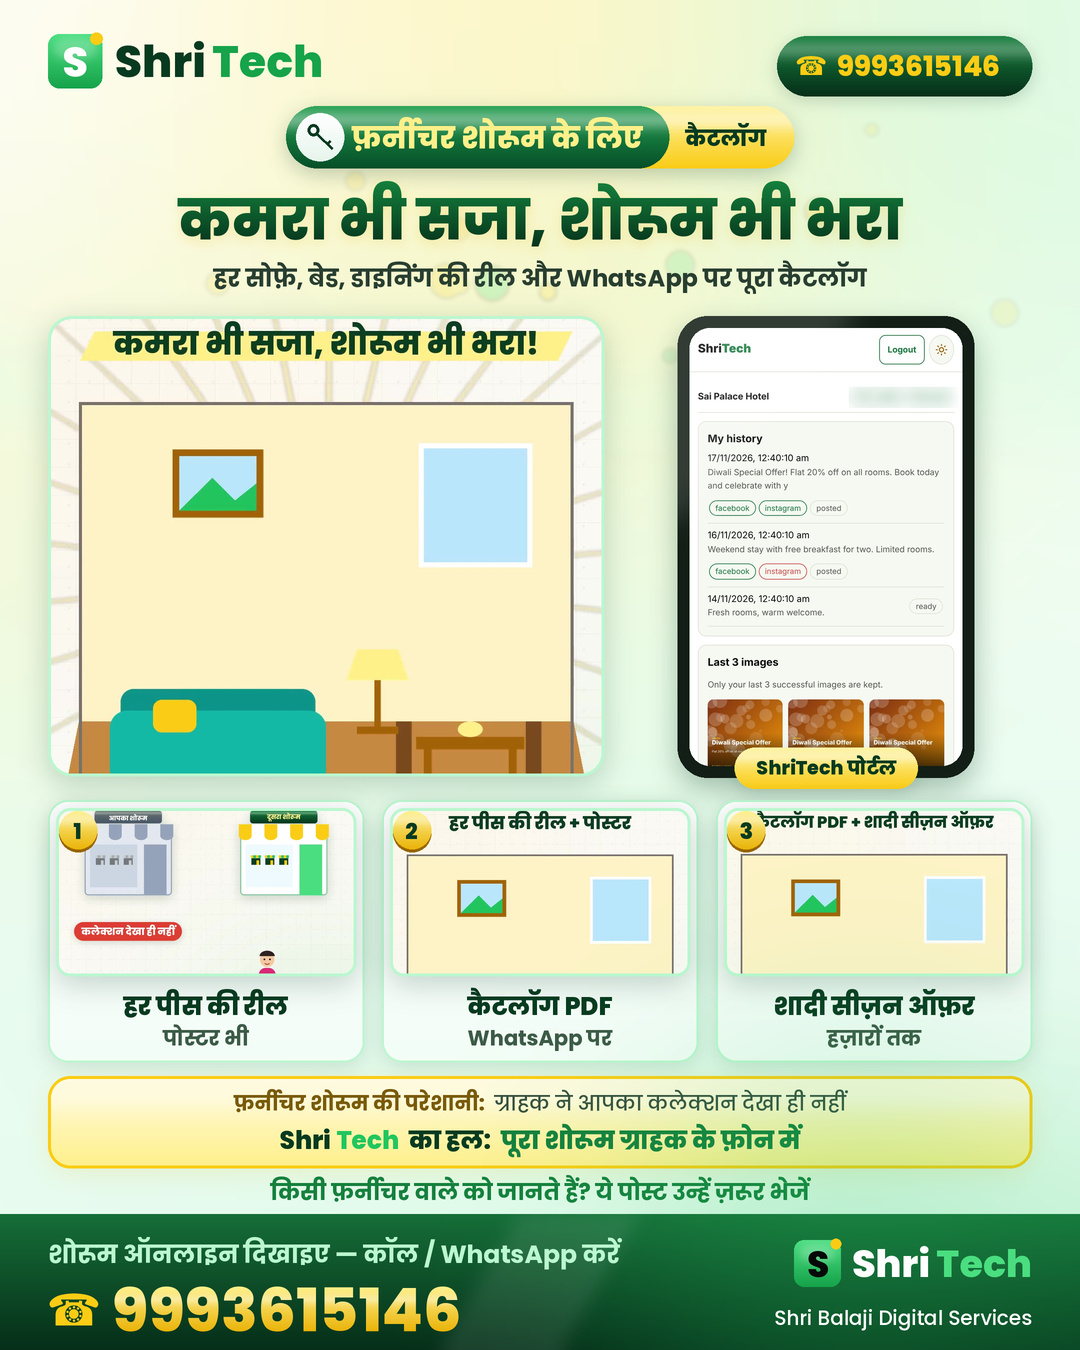 S Shri Tech
☎ 9993615146
फ़र्नीचर शोरूम के लिए कैटलॉग
कमरा भी सजा, शोरूम भी भरा
हर सोफ़े, बेड, डाइनिंग की रील और WhatsApp पर पूरा कैटलॉग
कमरा भी सजा, शोरूम भी भरा!
ShriTech
Logout
Sai Palace Hotel
My history
17/11/2026, 12:40:10 am
Diwali Special Offer! Flat 20% off on all rooms. Book today
and celebrate with y
facebook instagram posted
16/11/2026, 12:40:10 am
Weekend stay with free breakfast for two. Limited rooms.
facebook instagram posted
14/11/2026, 12:40:10 am
Fresh rooms, warm welcome.
ready
Last 3 images
Only your last 3 successful images are kept.
Diwali Special Offer Diwali Special Offer Diwali Special Offer
ShriTech पोर्टल
1
आपका शोरूम
दूसरा शोरूम
कलेक्शन देखा ही नहीं
हर पीस की रील
पोस्टर भी
2
हर पीस की रील + पोस्टर
कैटलॉग PDF
WhatsApp पर
3
कैटलॉग PDF + शादी सीज़न ऑफ़र
शादी सीज़न ऑफ़र
हज़ारों तक
फ़र्नीचर शोरूम की परेशानी: ग्राहक ने आपका कलेक्शन देखा ही नहीं
Shri Tech का हल: पूरा शोरूम ग्राहक के फ़ोन में
किसी फ़र्नीचर वाले को जानते हैं? ये पोस्ट उन्हें ज़रूर भेजें
शोरूम ऑनलाइन दिखाइए — कॉल / WhatsApp करें
☎ 9993615146
S Shri Tech
Shri Balaji Digital Services